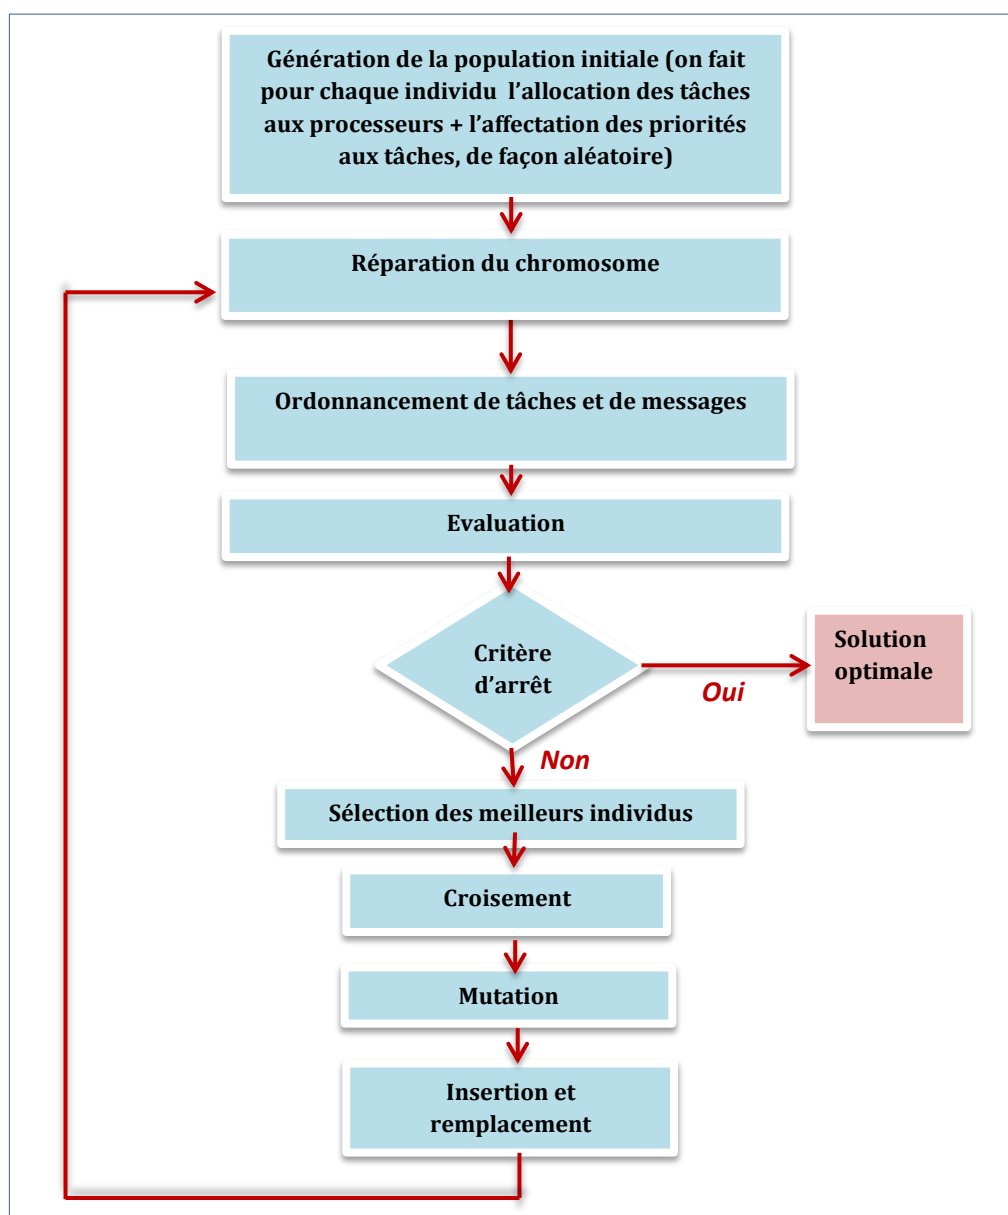 Génération de la population initiale (on fait
pour chaque individu  l’allocation des tâches
aux processeurs + l’affectation des priorités
aux tâches, de façon aléatoire)
Réparation du chromosome
Ordonnancement de tâches et de messages
Evaluation
Critère
d’arrêt
Oui
Solution
optimale
Non
Sélection des meilleurs individus
Croisement
Mutation
Insertion et
remplacement